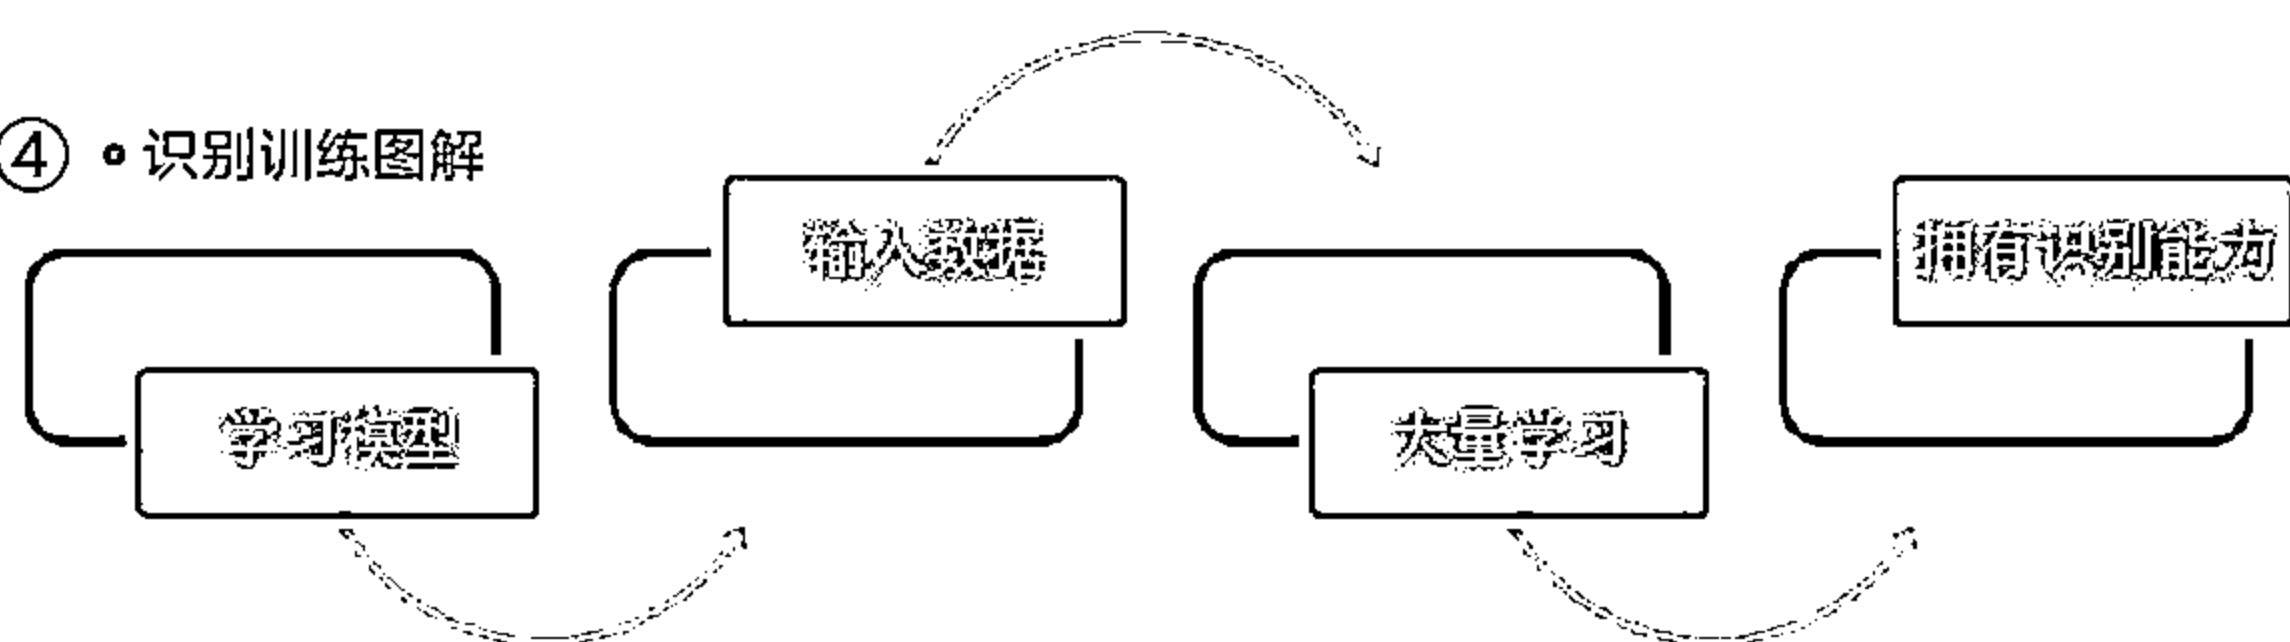 ④ • 识别训练图解
学习模型
输入数据
大量学习
拥有识别能力